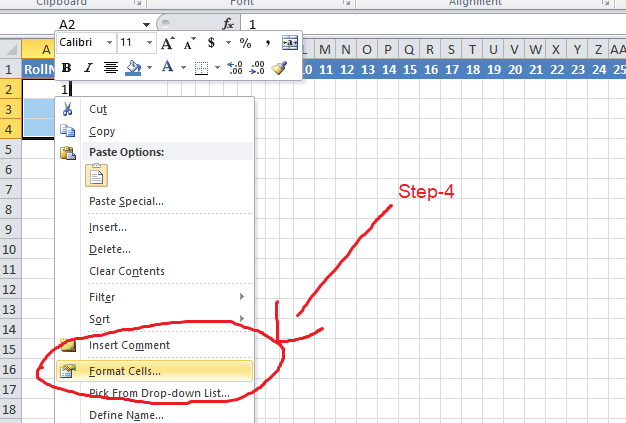 Clipboard Font Alignment
A2 fx 1
Calibri 11 A A $ % ,
B I A .0 .00 .00 .0
A K L M N O P Q R S T U V W X Y Z AA
1 RollN 10 11 12 13 14 15 16 17 18 19 20 21 22 23 24 25
2 1
3
4
5
6
7
8
9
10
11
12
13
14
15
16
17
18
Cut
Copy
Paste Options:
Paste Special...
Insert...
Delete...
Clear Contents
Filter
Sort
Insert Comment
Format Cells...
Pick From Drop-down List...
Define Name...
Step-4